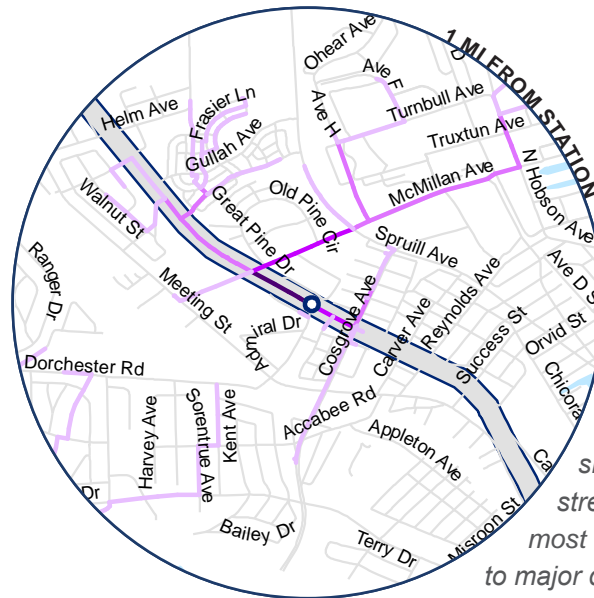 Ohear Ave
1 MI FROM STATION
D
Ave F
Helm Ave
Frasier Ln
Ave H
Turnbull Ave
Gullah Ave
Truxtun Ave
McMillan Ave
N Hobson Ave
Walnut St
Great Pine Dr
Old Pine Cir
Spruill Ave
Ave D S
Ranger Dr
Meeting St
Reynolds Ave
Cosgrove Ave
Carver Ave
Success St
Orvid St
Admiral Dr
Chicora
Dorchester Rd
Harvey Ave
Sorentrue Ave
Kent Ave
Accabee Rd
Appleton Ave
Ca
Dr
stre
Misroon St
Bailey Dr
most
Terry Dr
to major d